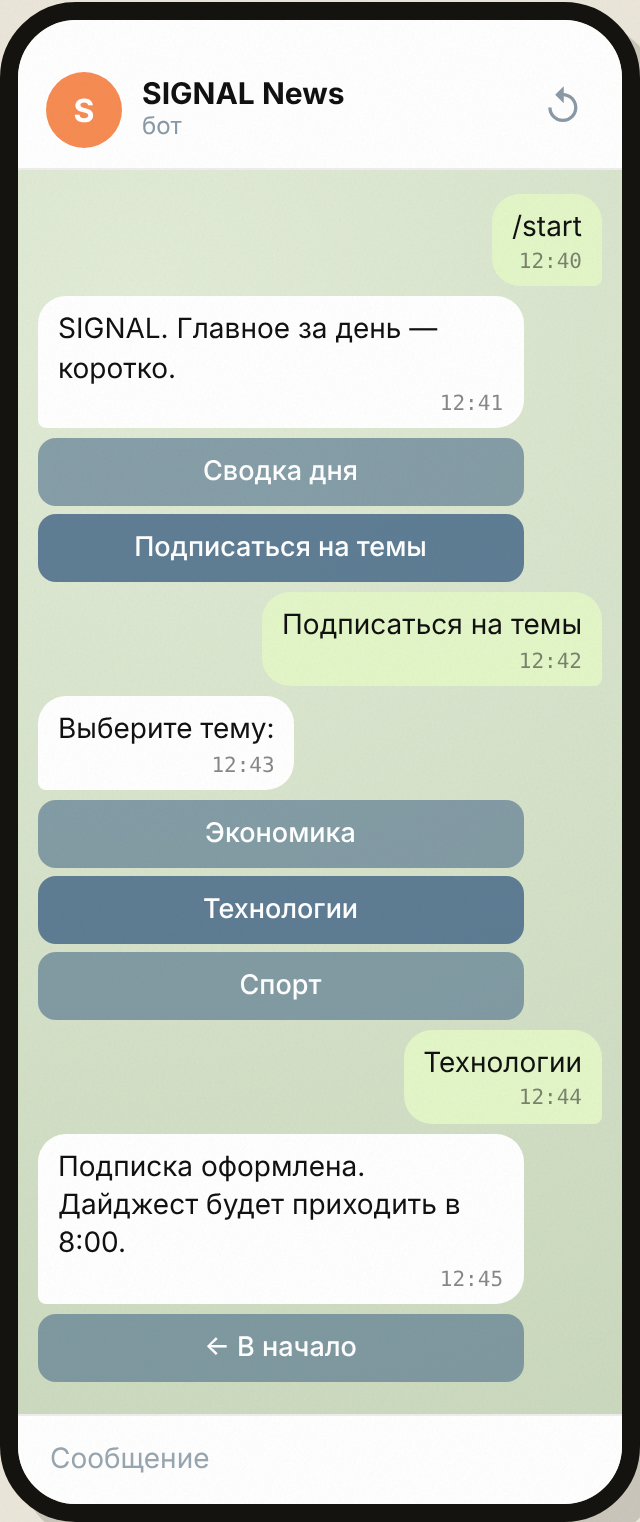 S
SIGNAL News
бот
/start
12:40
SIGNAL. Главное за день —
коротко.
12:41
Сводка дня
Подписаться на темы
Подписаться на темы
12:42
Выберите тему:
12:43
Экономика
Технологии
Спорт
Технологии
12:44
Подписка оформлена.
Дайджест будет приходить в
8:00.
12:45
← В начало
Сообщение